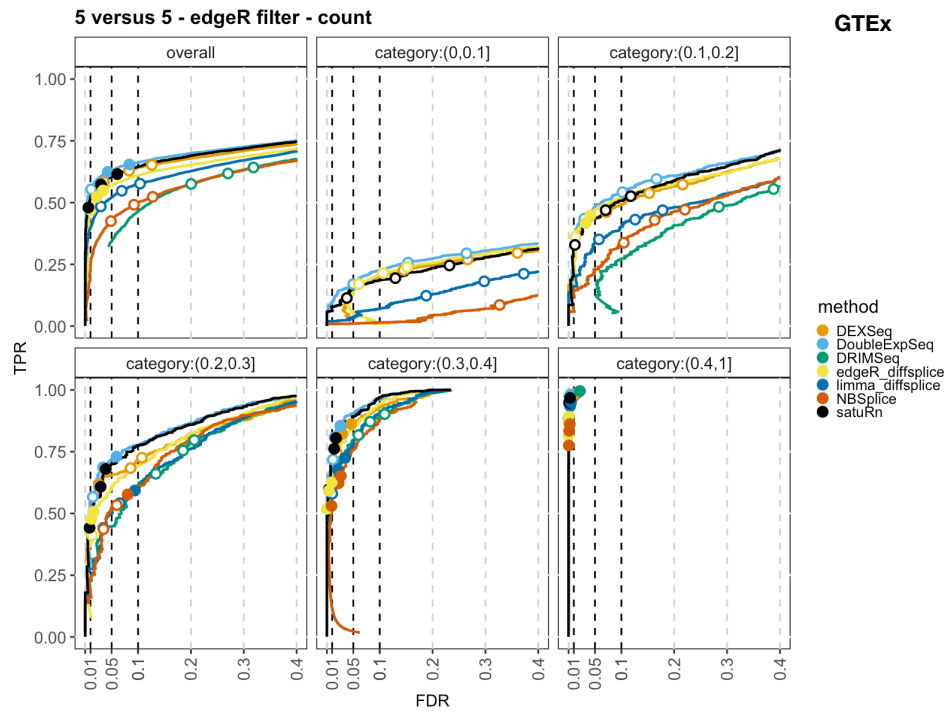 5 versus 5 - edgeR filter - count
GTEx
overall
category:(0,0.1]
category:(0.1,0.2]
1.00
0.75
0.50
0.25
0.00
category:(0.2,0.3]
category:(0.3,0.4]
category:(0.4,1]
1.00
0.75
0.50
0.25
0.00
TPR
0.01
0.05
0.1
0.2
0.3
0.4
0.01
0.05
0.1
0.2
0.3
0.4
0.01
0.05
0.1
0.2
0.3
0.4
FDR
method
DEXSeq
DoubleExpSeq
DRIMSeq
edgeR_diffsplice
limma_diffsplice
NBSplice
satuRn